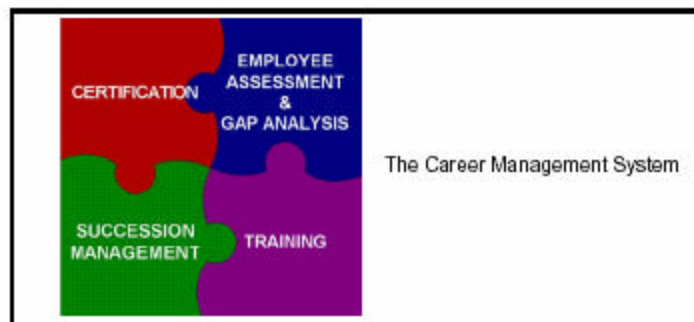 CERTIFICATION
EMPLOYEE
ASSESSMENT
&
GAP ANALYSIS
SUCCESSION
MANAGEMENT
TRAINING
The Career Management System